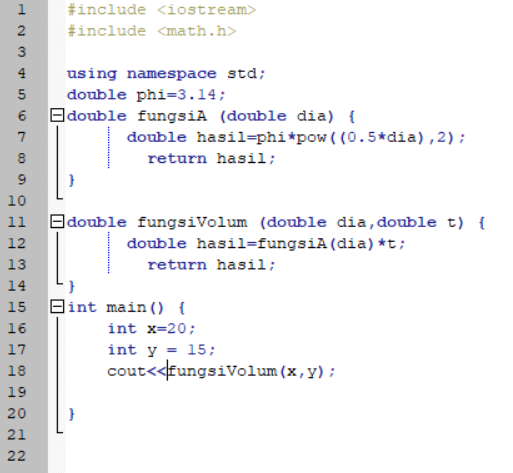 1 #include <iostream>
2 #include <math.h>
3
4 using namespace std;
5 double phi=3.14;
6 double fungsiA (double dia) {
7 double hasil=phi*pow((0.5*dia),2);
8 return hasil;
9 }
10
11 double fungsiVolum (double dia,double t) {
12 double hasil=fungsiA(dia)*t;
13 return hasil;
14 }
15 int main() {
16 int x=20;
17 int y = 15;
18 cout<<fungsiVolum(x,y);
19
20 }
21
22